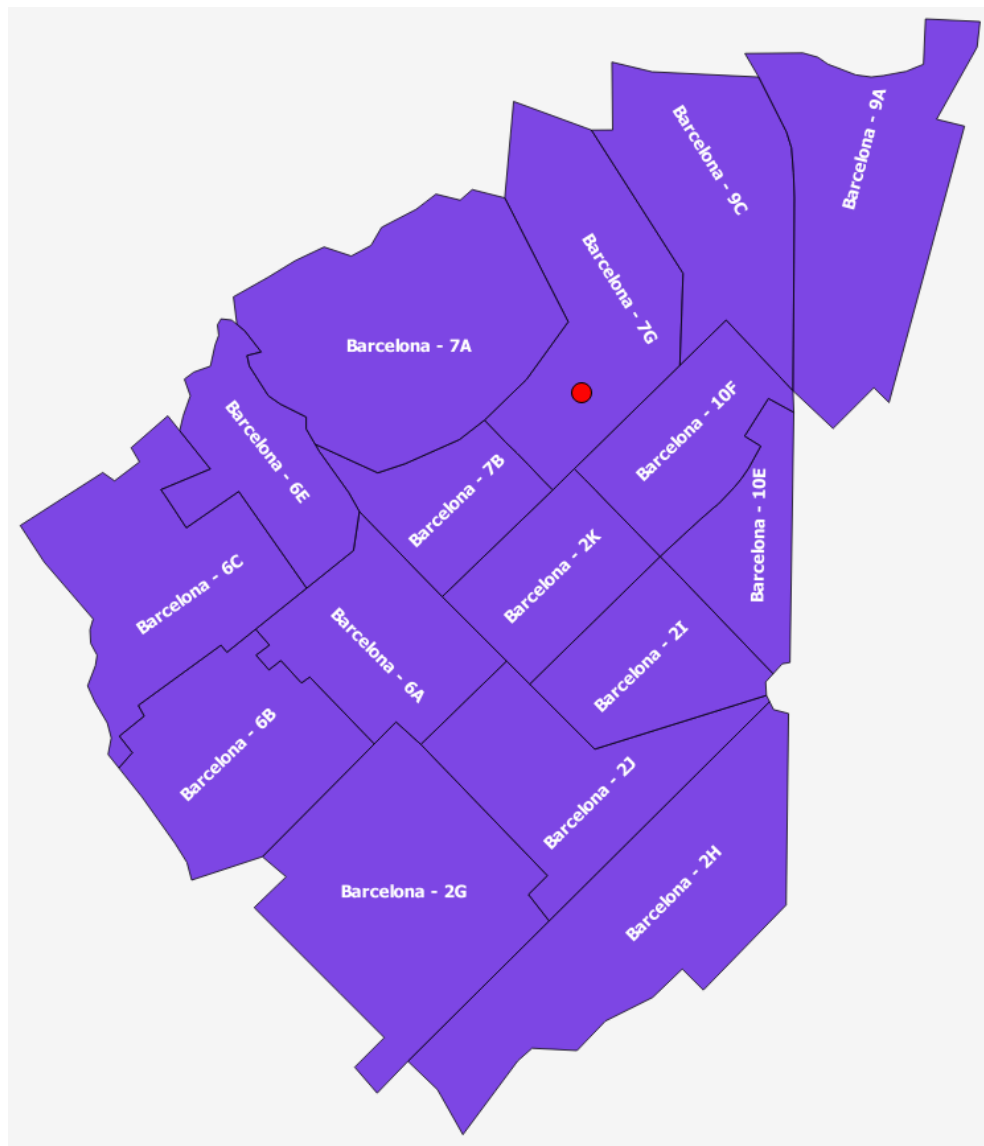 Barcelona - 9A
Barcelona - 9C
Barcelona - 7G
Barcelona - 7A
Barcelona - 10F
Barcelona - 6E
Barcelona - 7B
Barcelona - 10E
Barcelona - 2K
Barcelona - 6C
Barcelona - 6A
Barcelona - 2I
Barcelona - 6B
Barcelona - 2J
Barcelona - 2G
Barcelona - 2H